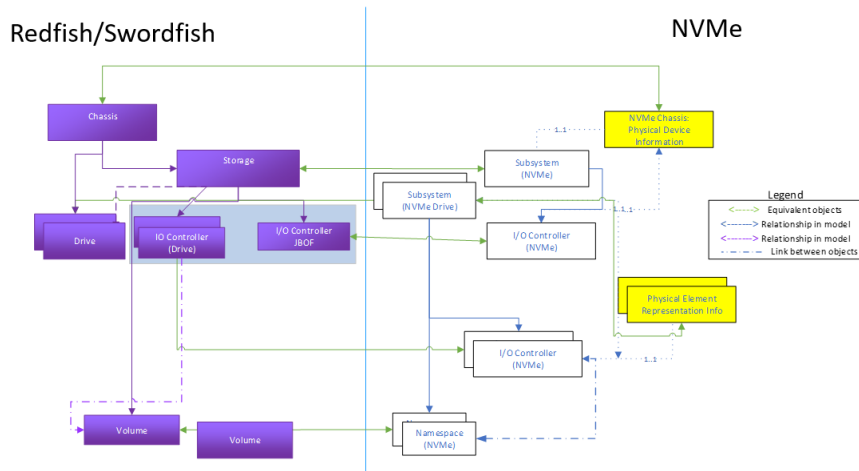 Redfish/Swordfish
NVMe
Chassis
NVMe Chassis:
Physical Device
Information
1..1
Storage
Subsystem
(NVMe)
Subsystem
(NVMe Drive)
1..1..1
Legend
Equivalent objects
Relationship in model
Relationship in model
Link between objects
Drive
IO Controller
(Drive)
I/O Controller
JBOF
I/O Controller
(NVMe)
Physical Element
Representation Info
I/O Controller
(NVMe)
1..1
Volume
Volume
Namespace
(NVMe)